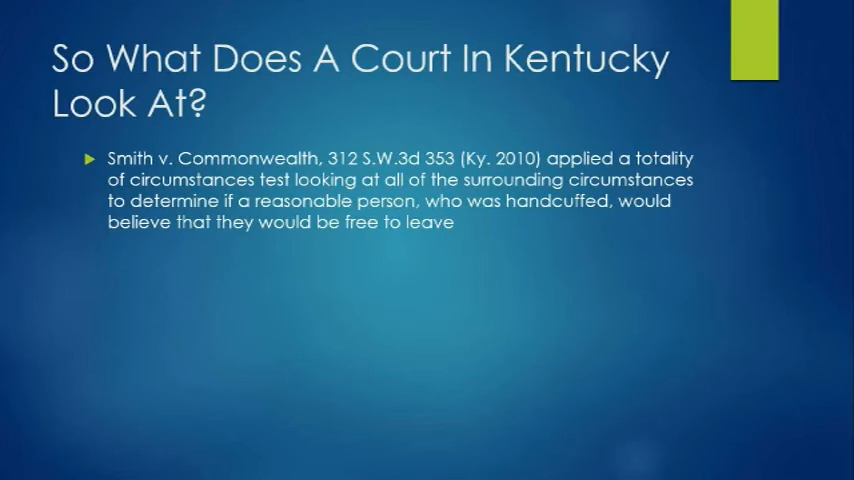 So What Does A Court In Kentucky
Look At?
Smith v. Commonwealth, 312 S.W.3d 353 (Ky. 2010) applied a totality
of circumstances test looking at all of the surrounding circumstances
to determine if a reasonable person, who was handcuffed, would
believe that they would be free to leave